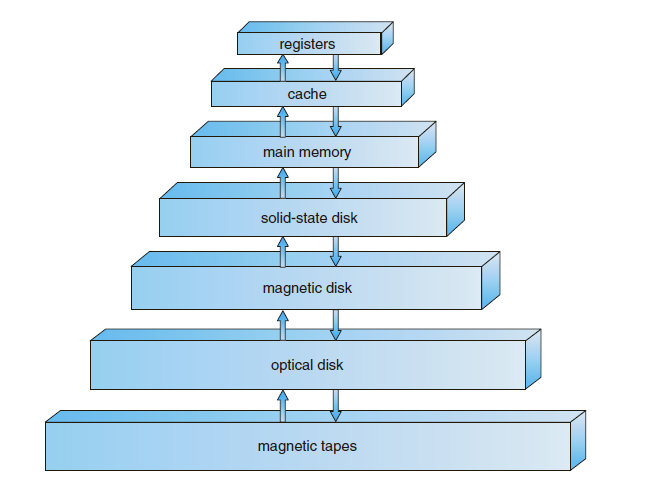 registers
cache
main memory
solid-state disk
magnetic disk
optical disk
magnetic tapes